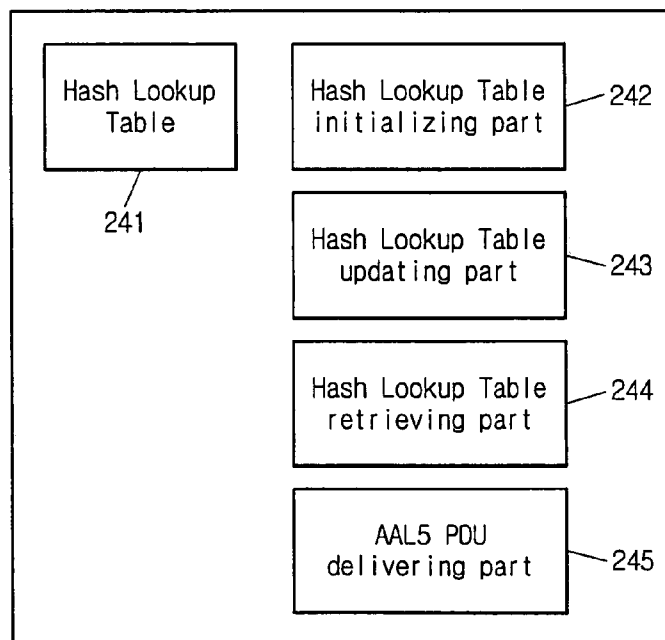 Hash Lookup
Table
241
Hash Lookup Table
initializing part
242
Hash Lookup Table
updating part
243
Hash Lookup Table
retrieving part
244
AAL5 PDU
delivering part
245